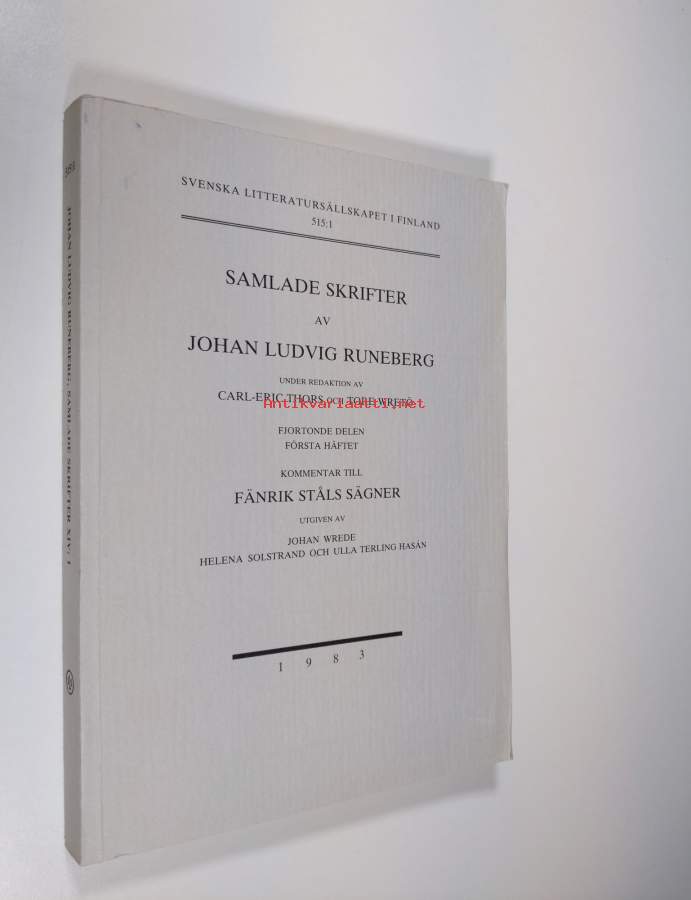 SVENSKA LITTERATURSÄLLSKAPET I FINLAND
515:1
SAMLADE SKRIFTER
AV
JOHAN LUDVIG RUNEBERG
UNDER REDAKTION AV
CARL-ERIC THORS OCH TORE WRETÖ
Antikvariaatti.net
FJORTONDE DELEN
FÖRSTA HÄFTET
KOMMENTAR TILL
FÄNRIK STÅLS SÄGNER
UTGIVEN AV
JOHAN WREDE
HELENA SOLSTRAND OCH ULLA TERLING HASÁN
1983
JOHAN LUDVIG RUNEBERG: SAMLADE SKRIFTER XIV: 1